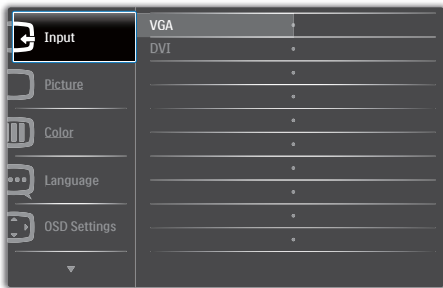 Input
Picture
Color
Language
OSD Settings
VGA
DVI